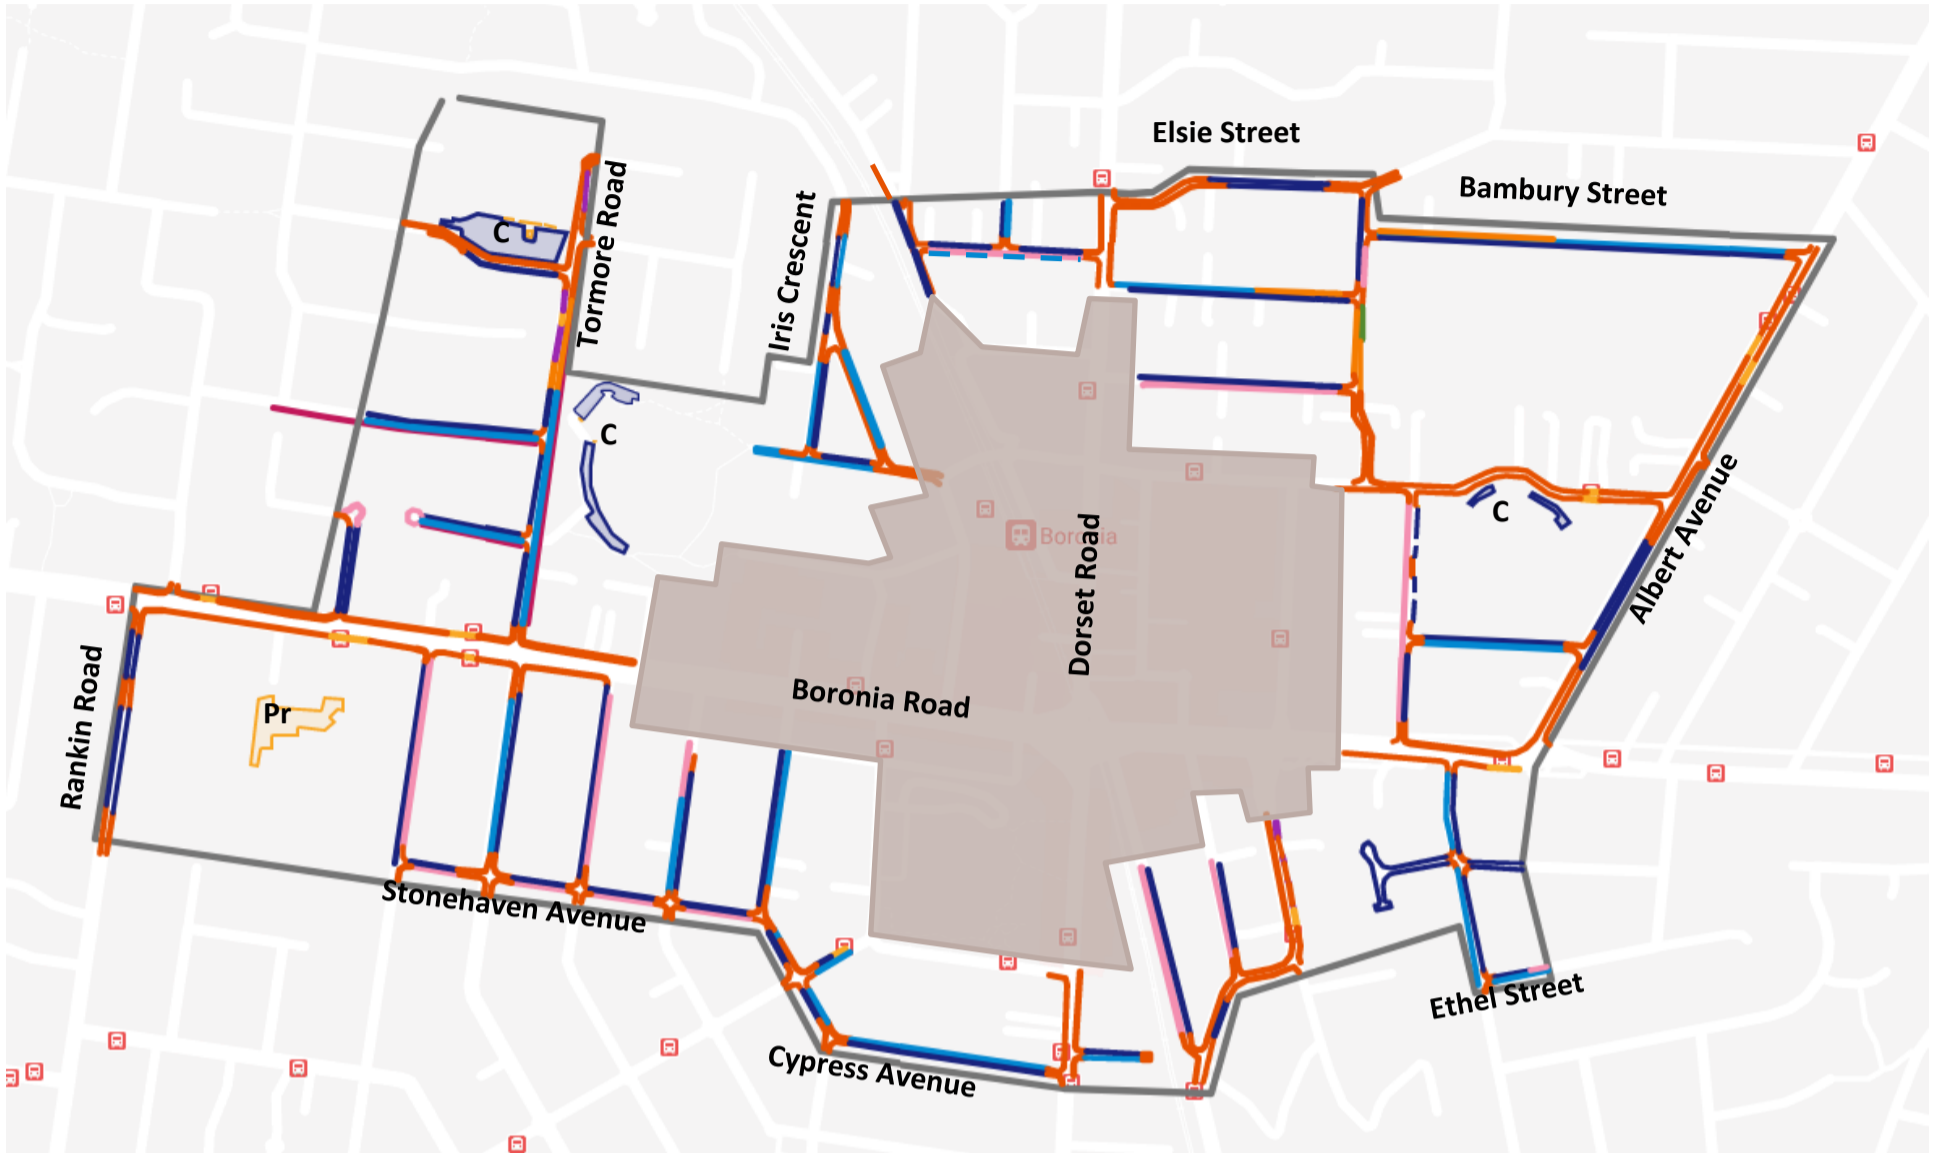 Elsie Street
Bambury Street
Tormore Road
Iris Crescent
C
C
C
Albert Avenue
Boronia
Dorset Road
Boronia Road
Rankin Road
Pr
Stonehaven Avenue
Ethel Street
Cypress Avenue